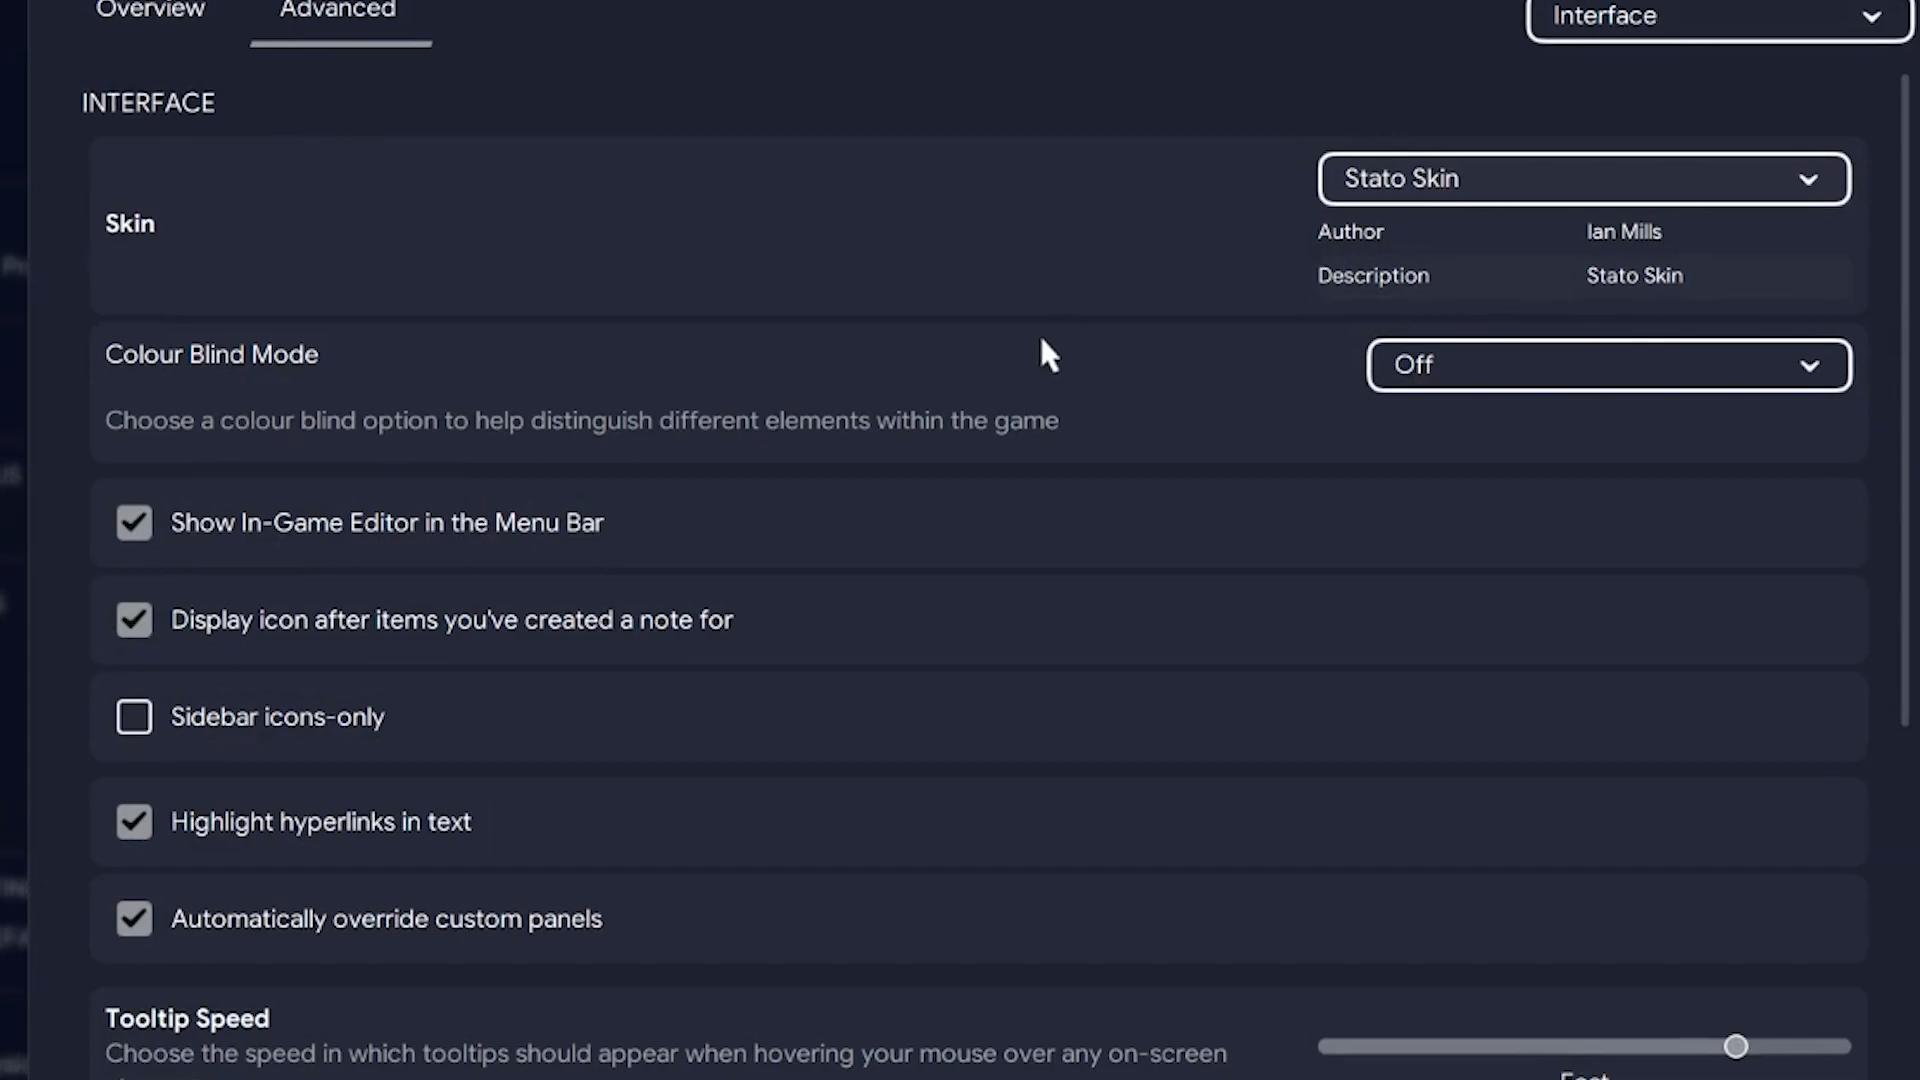 Overview
Advanced
Interface
INTERFACE
Skin
Stato Skin
Author
Ian Mills
Description
Stato Skin
Colour Blind Mode
Off
Choose a colour blind option to help distinguish different elements within the game
Show In-Game Editor in the Menu Bar
Display icon after items you've created a note for
Sidebar icons-only
Highlight hyperlinks in text
Automatically override custom panels
Tooltip Speed
Choose the speed in which tooltips should appear when hovering your mouse over any on-screen